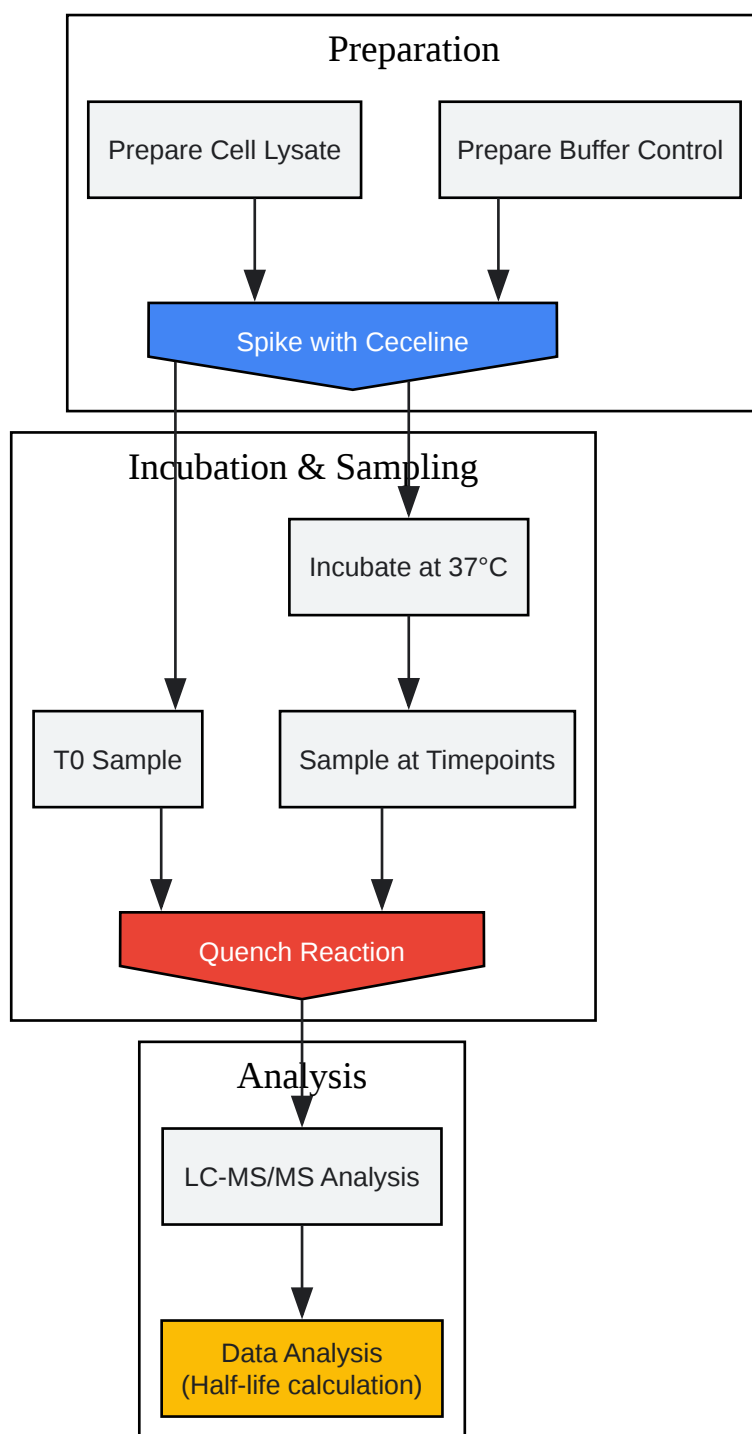 Preparation
Prepare Cell Lysate
Prepare Buffer Control
Spike with Ceceline
Incubation & Sampling
Incubate at 37°C
T0 Sample
Sample at Timepoints
Quench Reaction
Analysis
LC-MS/MS Analysis
Data Analysis
(Half-life calculation)